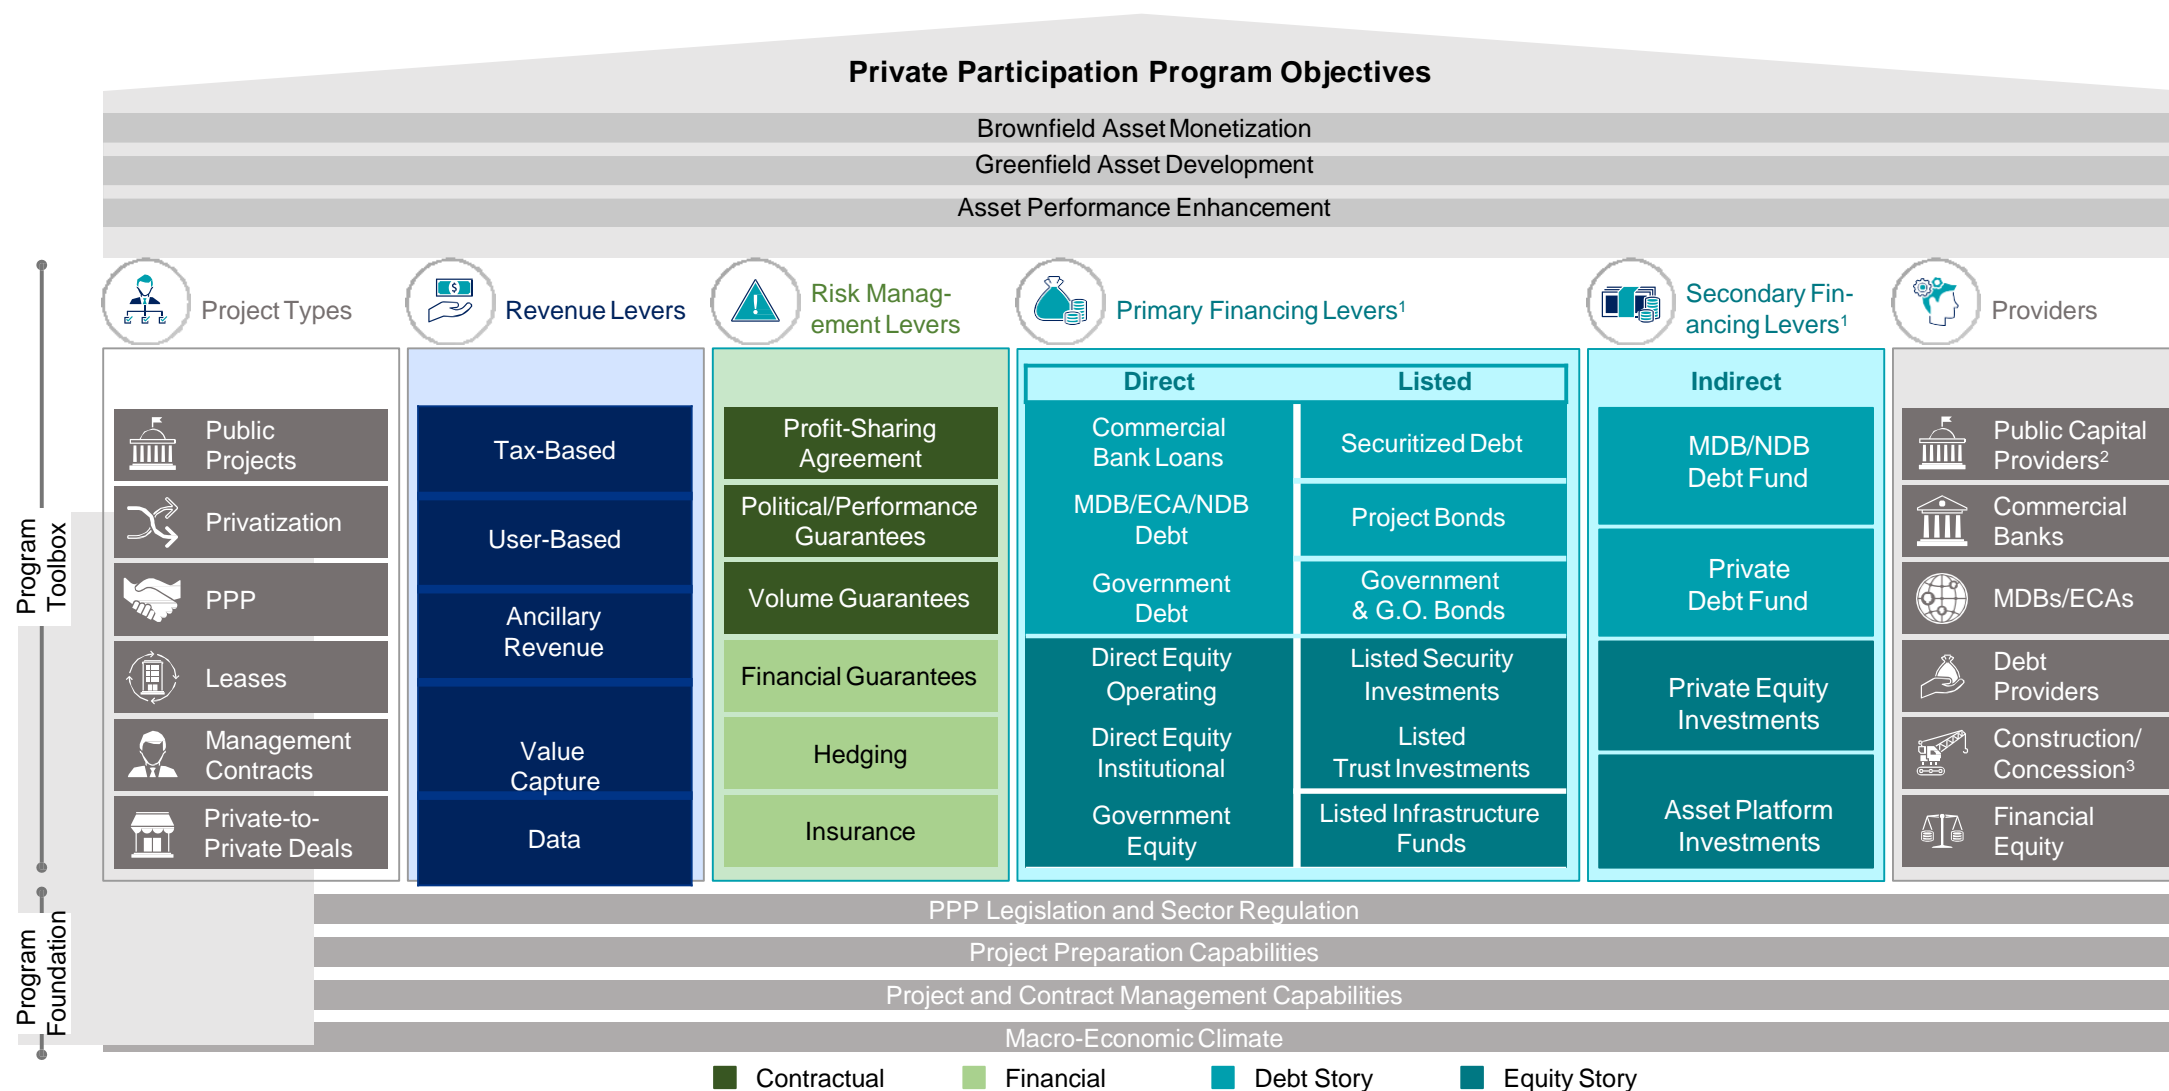 Private Participation Program Objectives
Brownfield Asset Monetization
Greenfield Asset Development
Asset Performance Enhancement
Program
Toolbox
Project Types
Public
Projects
Privatization
PPP
Leases
Management
Contracts
Private-to-
Private Deals
Revenue Levers
Tax-Based
User-Based
Ancillary
Revenue
Value
Capture
Data
Risk Manag-
ement Levers
Profit-Sharing
Agreement
Political/Performance
Guarantees
Volume Guarantees
Financial Guarantees
Hedging
Insurance
Primary Financing Levers¹
Direct
Commercial
Bank Loans
MDB/ECA/NDB
Debt
Government
Debt
Direct Equity
Operating
Direct Equity
Institutional
Government
Equity
Listed
Securitized Debt
Project Bonds
Government
& G.O. Bonds
Listed Security
Investments
Listed
Trust Investments
Listed Infrastructure
Funds
Secondary Fin-
ancing Levers¹
Indirect
MDB/NDB
Debt Fund
Private
Debt Fund
Private Equity
Investments
Asset Platform
Investments
Providers
Public Capital
Providers²
Commercial
Banks
MDBs/ECAs
Debt
Providers
Construction/
Concession³
Financial
Equity
Program
Foundation
PPP Legislation and Sector Regulation
Project Preparation Capabilities
Project and Contract Management Capabilities
Macro-Economic Climate
Contractual
Financial
Debt Story
Equity Story